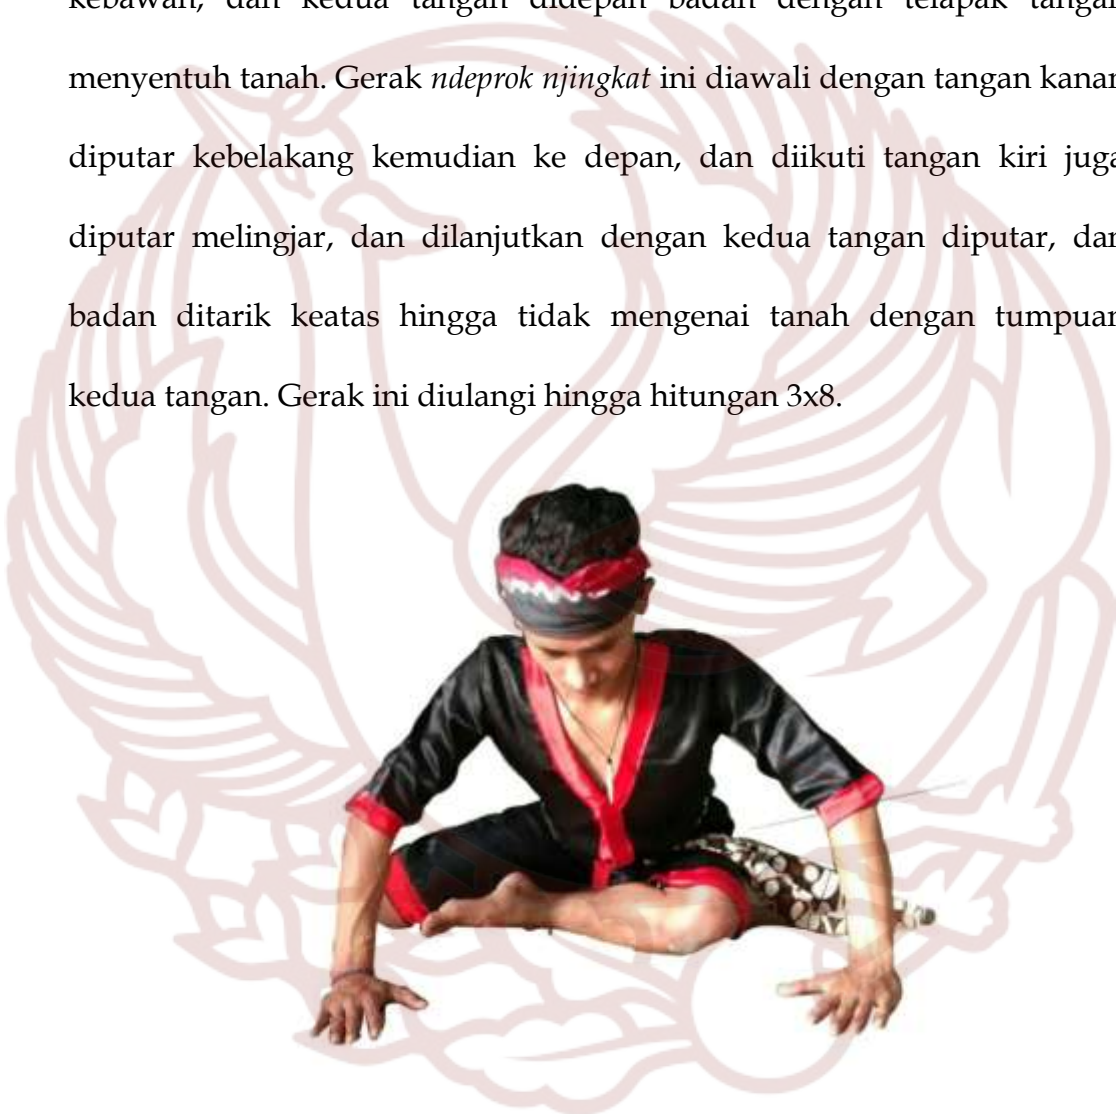 kebawah, dan kedua tangan didepan badan dengan telapak tangan
menyentuh tanah. Gerak ndeprok njingkat ini diawali dengan tangan kanan
diputar kebelakang kemudian ke depan, dan diikuti tangan kiri juga
diputar melingjar, dan dilanjutkan dengan kedua tangan diputar, dan
badan ditarik keatas hingga tidak mengenai tanah dengan tumpuan
kedua tangan. Gerak ini diulangi hingga hitungan 3x8.